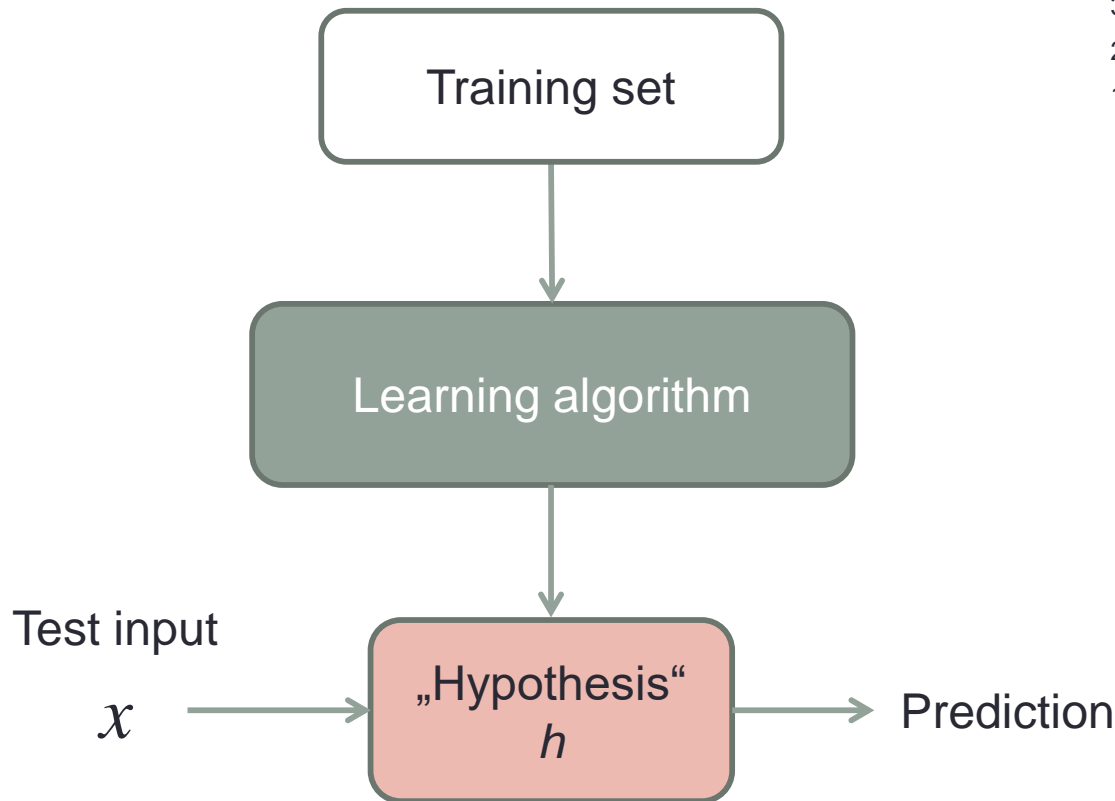 Training set
Learning algorithm
Test input
x
„Hypothesis“
h
Prediction